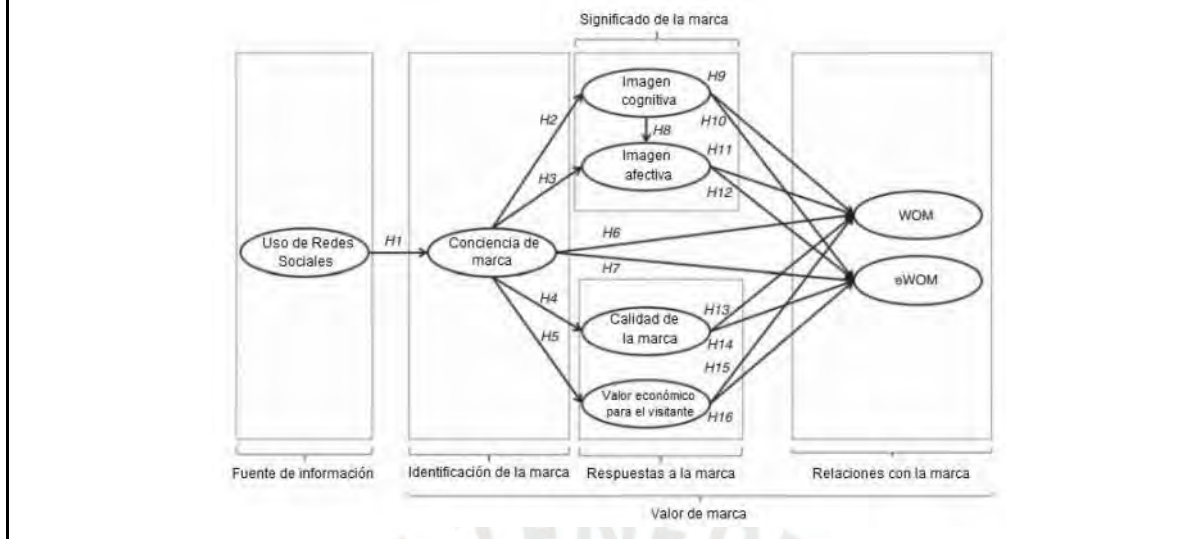 Significado de la marca
Imagen
cognitiva
H9
H2
H8
H10
Imagen
afectiva
H11
H3
H12
Uso de Redes
Sociales
H1
Conciencia de
marca
H6
H7
WOM
eWOM
H4
H5
Calidad de
la marca
H13
H14
H15
Valor económico
para el visitante
H16
Fuente de información
Identificación de la marca
Respuestas a la marca
Relaciones con la marca
Valor de marca